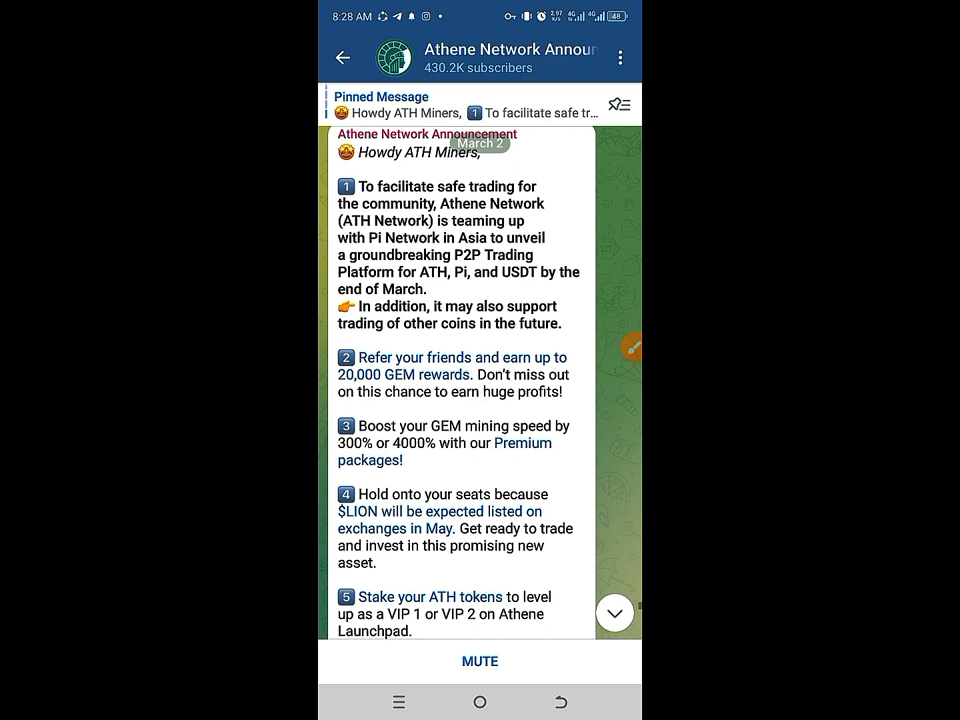 8:28 AM
2.97 K/S 4G 4G 48
Athene Network Announ
430.2K subscribers
Pinned Message
🤩 Howdy ATH Miners, 1️⃣ To facilitate safe tr...
Athene Network Announcement
March 2
🤩 Howdy ATH Miners,
1️⃣ To facilitate safe trading for
the community, Athene Network
(ATH Network) is teaming up
with Pi Network in Asia to unveil
a groundbreaking P2P Trading
Platform for ATH, Pi, and USDT by the
end of March.
👉 In addition, it may also support
trading of other coins in the future.
2️⃣ Refer your friends and earn up to
20,000 GEM rewards. Don't miss out
on this chance to earn huge profits!
3️⃣ Boost your GEM mining speed by
300% or 4000% with our Premium
packages!
4️⃣ Hold onto your seats because
$LION will be expected listed on
exchanges in May. Get ready to trade
and invest in this promising new
asset.
5️⃣ Stake your ATH tokens to level
up as a VIP 1 or VIP 2 on Athene
Launchpad.
MUTE